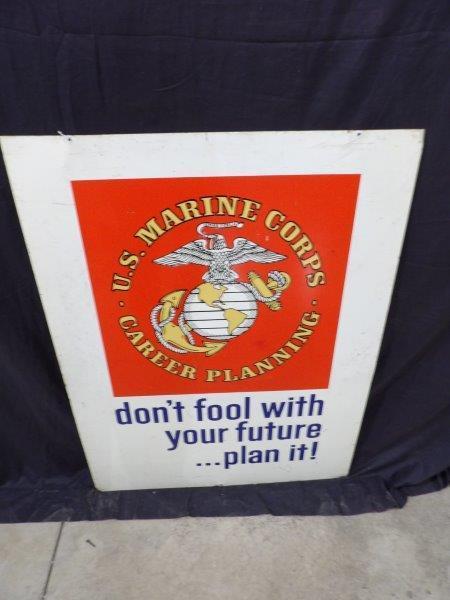 · U.S. MARINE CORPS ·
CAREER PLANNING
don't fool with
your future
...plan it!